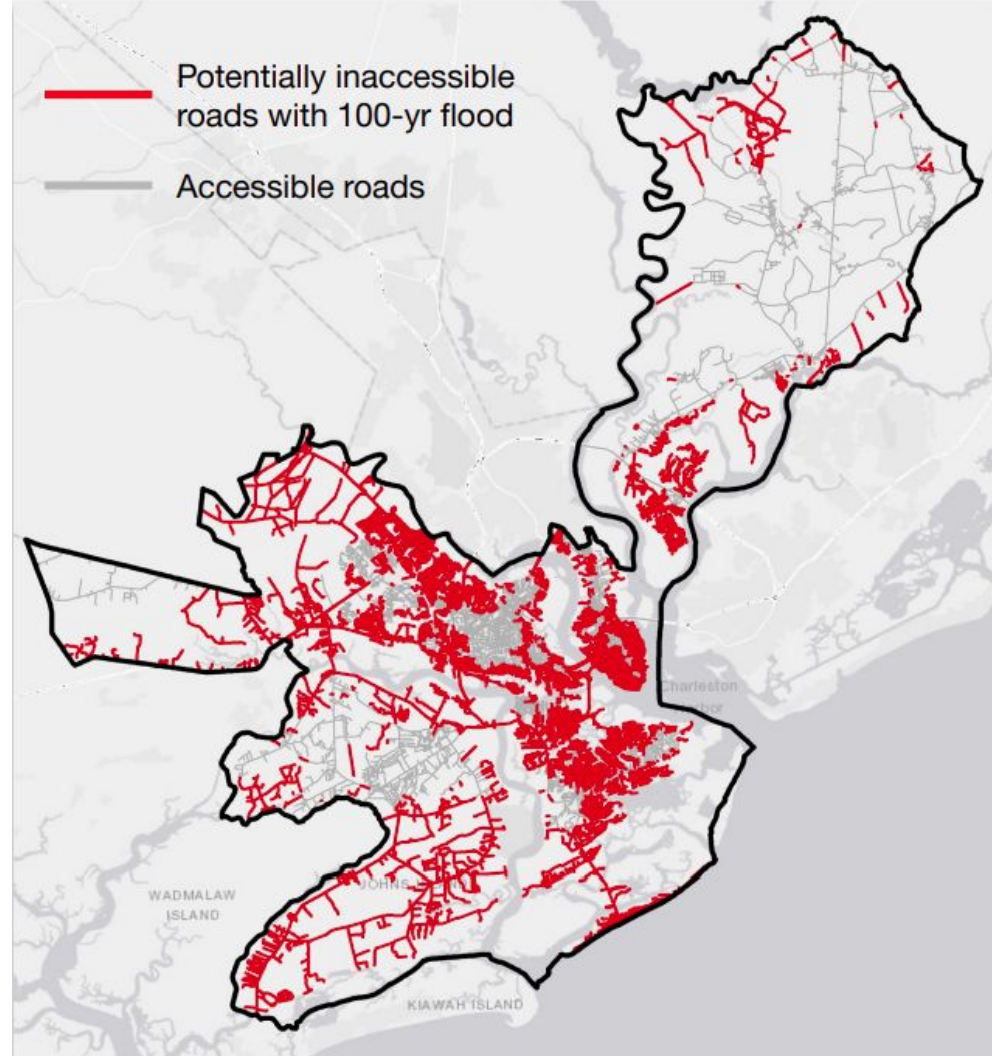 Potentially inaccessible
roads with 100-yr flood
Accessible roads
Charleston
WADMALAW
ISLAND
KIAWAH ISLAND